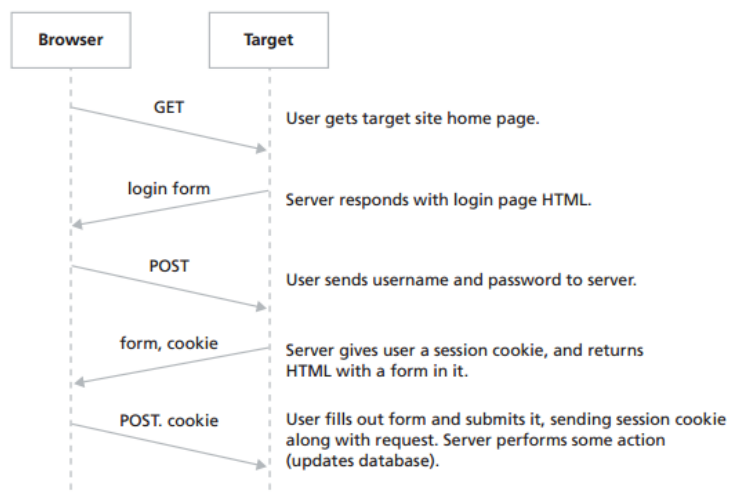 Browser
Target
GET
User gets target site home page.
login form
Server responds with login page HTML.
POST
User sends username and password to server.
form, cookie
Server gives user a session cookie, and returns
HTML with a form in it.
POST. cookie
User fills out form and submits it, sending session cookie
along with request. Server performs some action
(updates database).